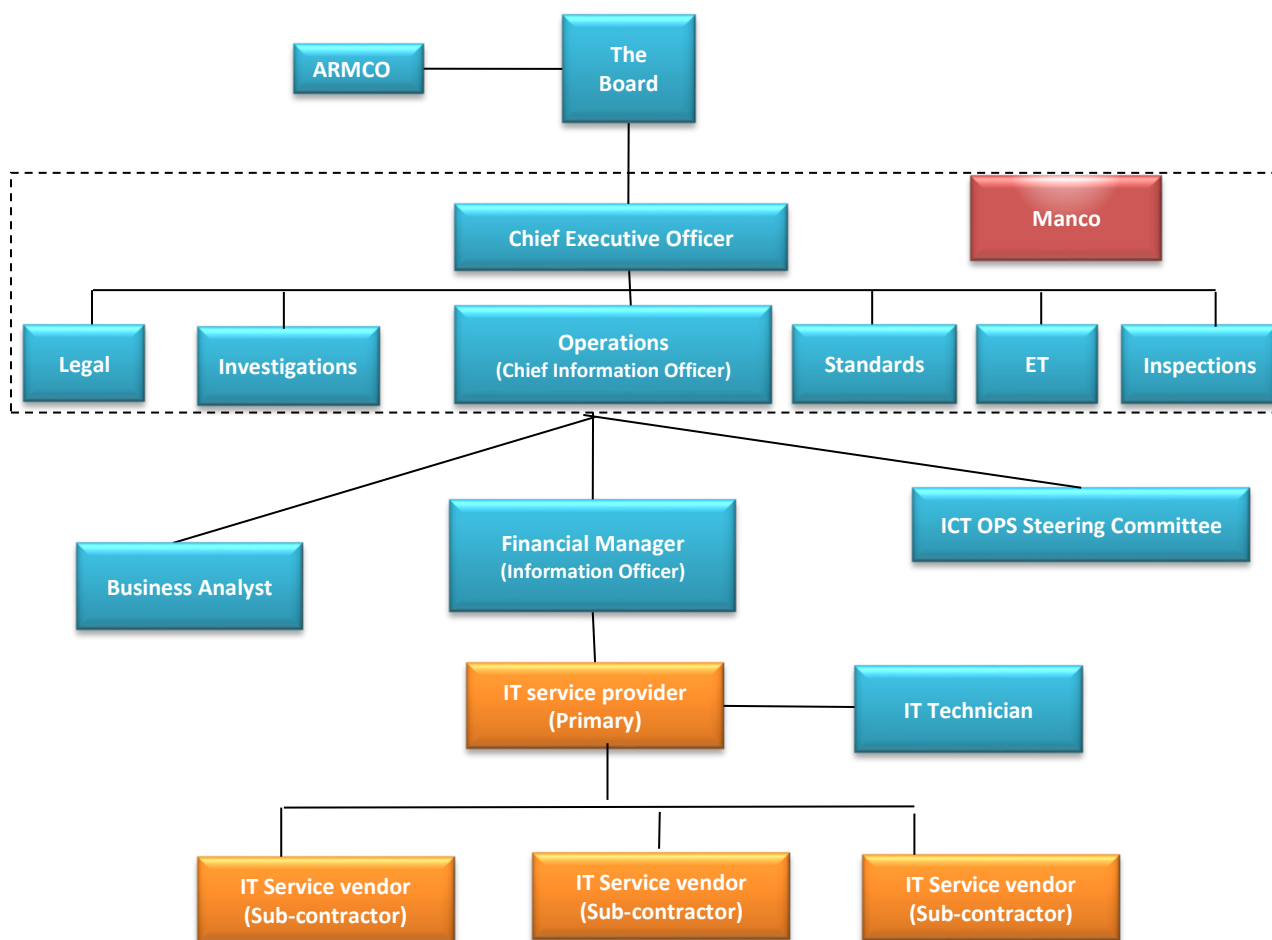 The
Board
ARMCO
Manco
Chief Executive Officer
Legal
Investigations
Operations
(Chief Information Officer)
Standards
ET
Inspections
Business Analyst
Financial Manager
(Information Officer)
ICT OPS Steering Committee
IT service provider
(Primary)
IT Technician
IT Service vendor
(Sub-contractor)
IT Service vendor
(Sub-contractor)
IT Service vendor
(Sub-contractor)